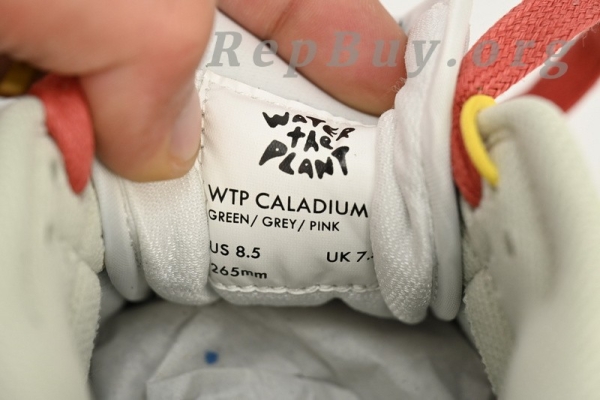 RepBuy.org
WATER
the
PLANT
WTP CALADIUM
GREEN/ GREY/ PINK
US 8.5 UK 7.
265mm